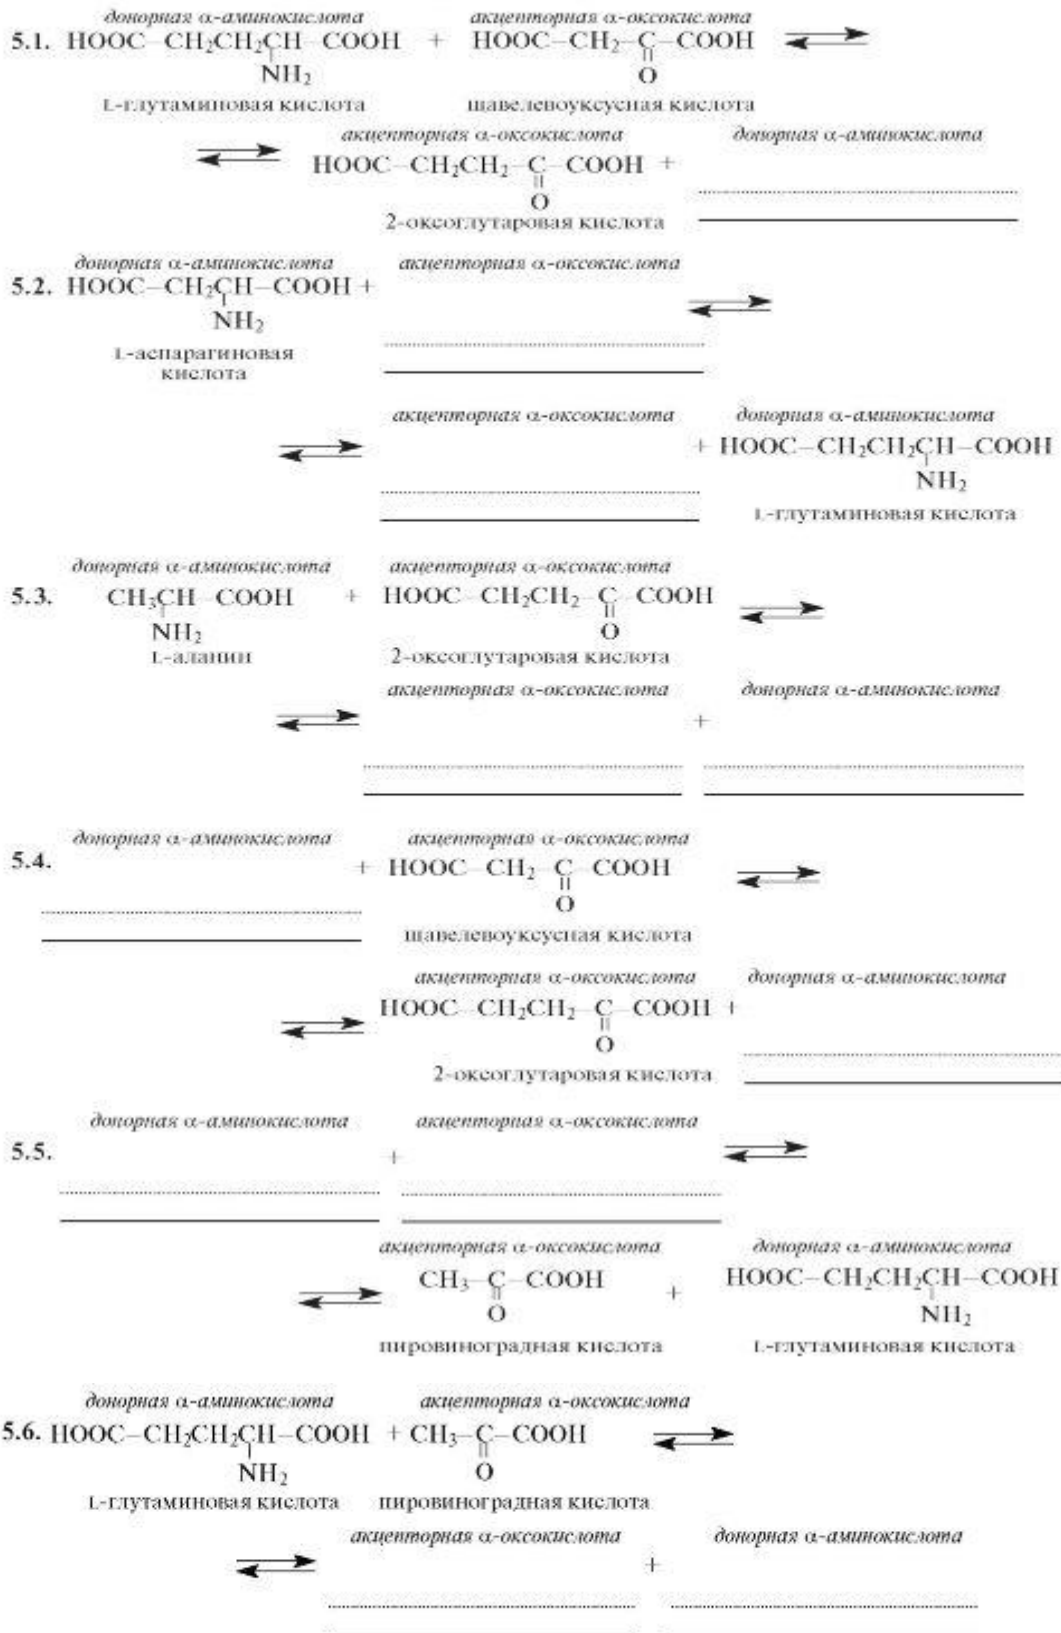 донорная α-аминокислота акцепторная α-оксокислота
5.1. HOOC–CH₂CH₂CH–COOH + HOOC–CH₂–C–COOH
NH₂ O
L-глутаминовая кислота щавелевоуксусная кислота
акцепторная α-оксокислота донорная α-аминокислота
HOOC–CH₂CH₂–C–COOH +
O
2-оксоглутаровая кислота
донорная α-аминокислота акцепторная α-оксокислота
5.2. HOOC–CH₂CH–COOH +
NH₂
L-аспарагиновая
кислота
акцепторная α-оксокислота донорная α-аминокислота
+ HOOC–CH₂CH₂CH–COOH
NH₂
L-глутаминовая кислота
донорная α-аминокислота акцепторная α-оксокислота
5.3. CH₃CH–COOH + HOOC–CH₂CH₂–C–COOH
NH₂ O
L-аланин 2-оксоглутаровая кислота
акцепторная α-оксокислота донорная α-аминокислота
+
донорная α-аминокислота акцепторная α-оксокислота
5.4. + HOOC–CH₂–C–COOH
O
щавелевоуксусная кислота
акцепторная α-оксокислота донорная α-аминокислота
HOOC–CH₂CH₂–C–COOH +
O
2-оксоглутаровая кислота
донорная α-аминокислота акцепторная α-оксокислота
5.5. +
акцепторная α-оксокислота донорная α-аминокислота
CH₃–C–COOH + HOOC–CH₂CH₂CH–COOH
O NH₂
пировиноградная кислота L-глутаминовая кислота
донорная α-аминокислота акцепторная α-оксокислота
5.6. HOOC–CH₂CH₂CH–COOH + CH₃–C–COOH
NH₂ O
L-глутаминовая кислота пировиноградная кислота
акцепторная α-оксокислота донорная α-аминокислота
+